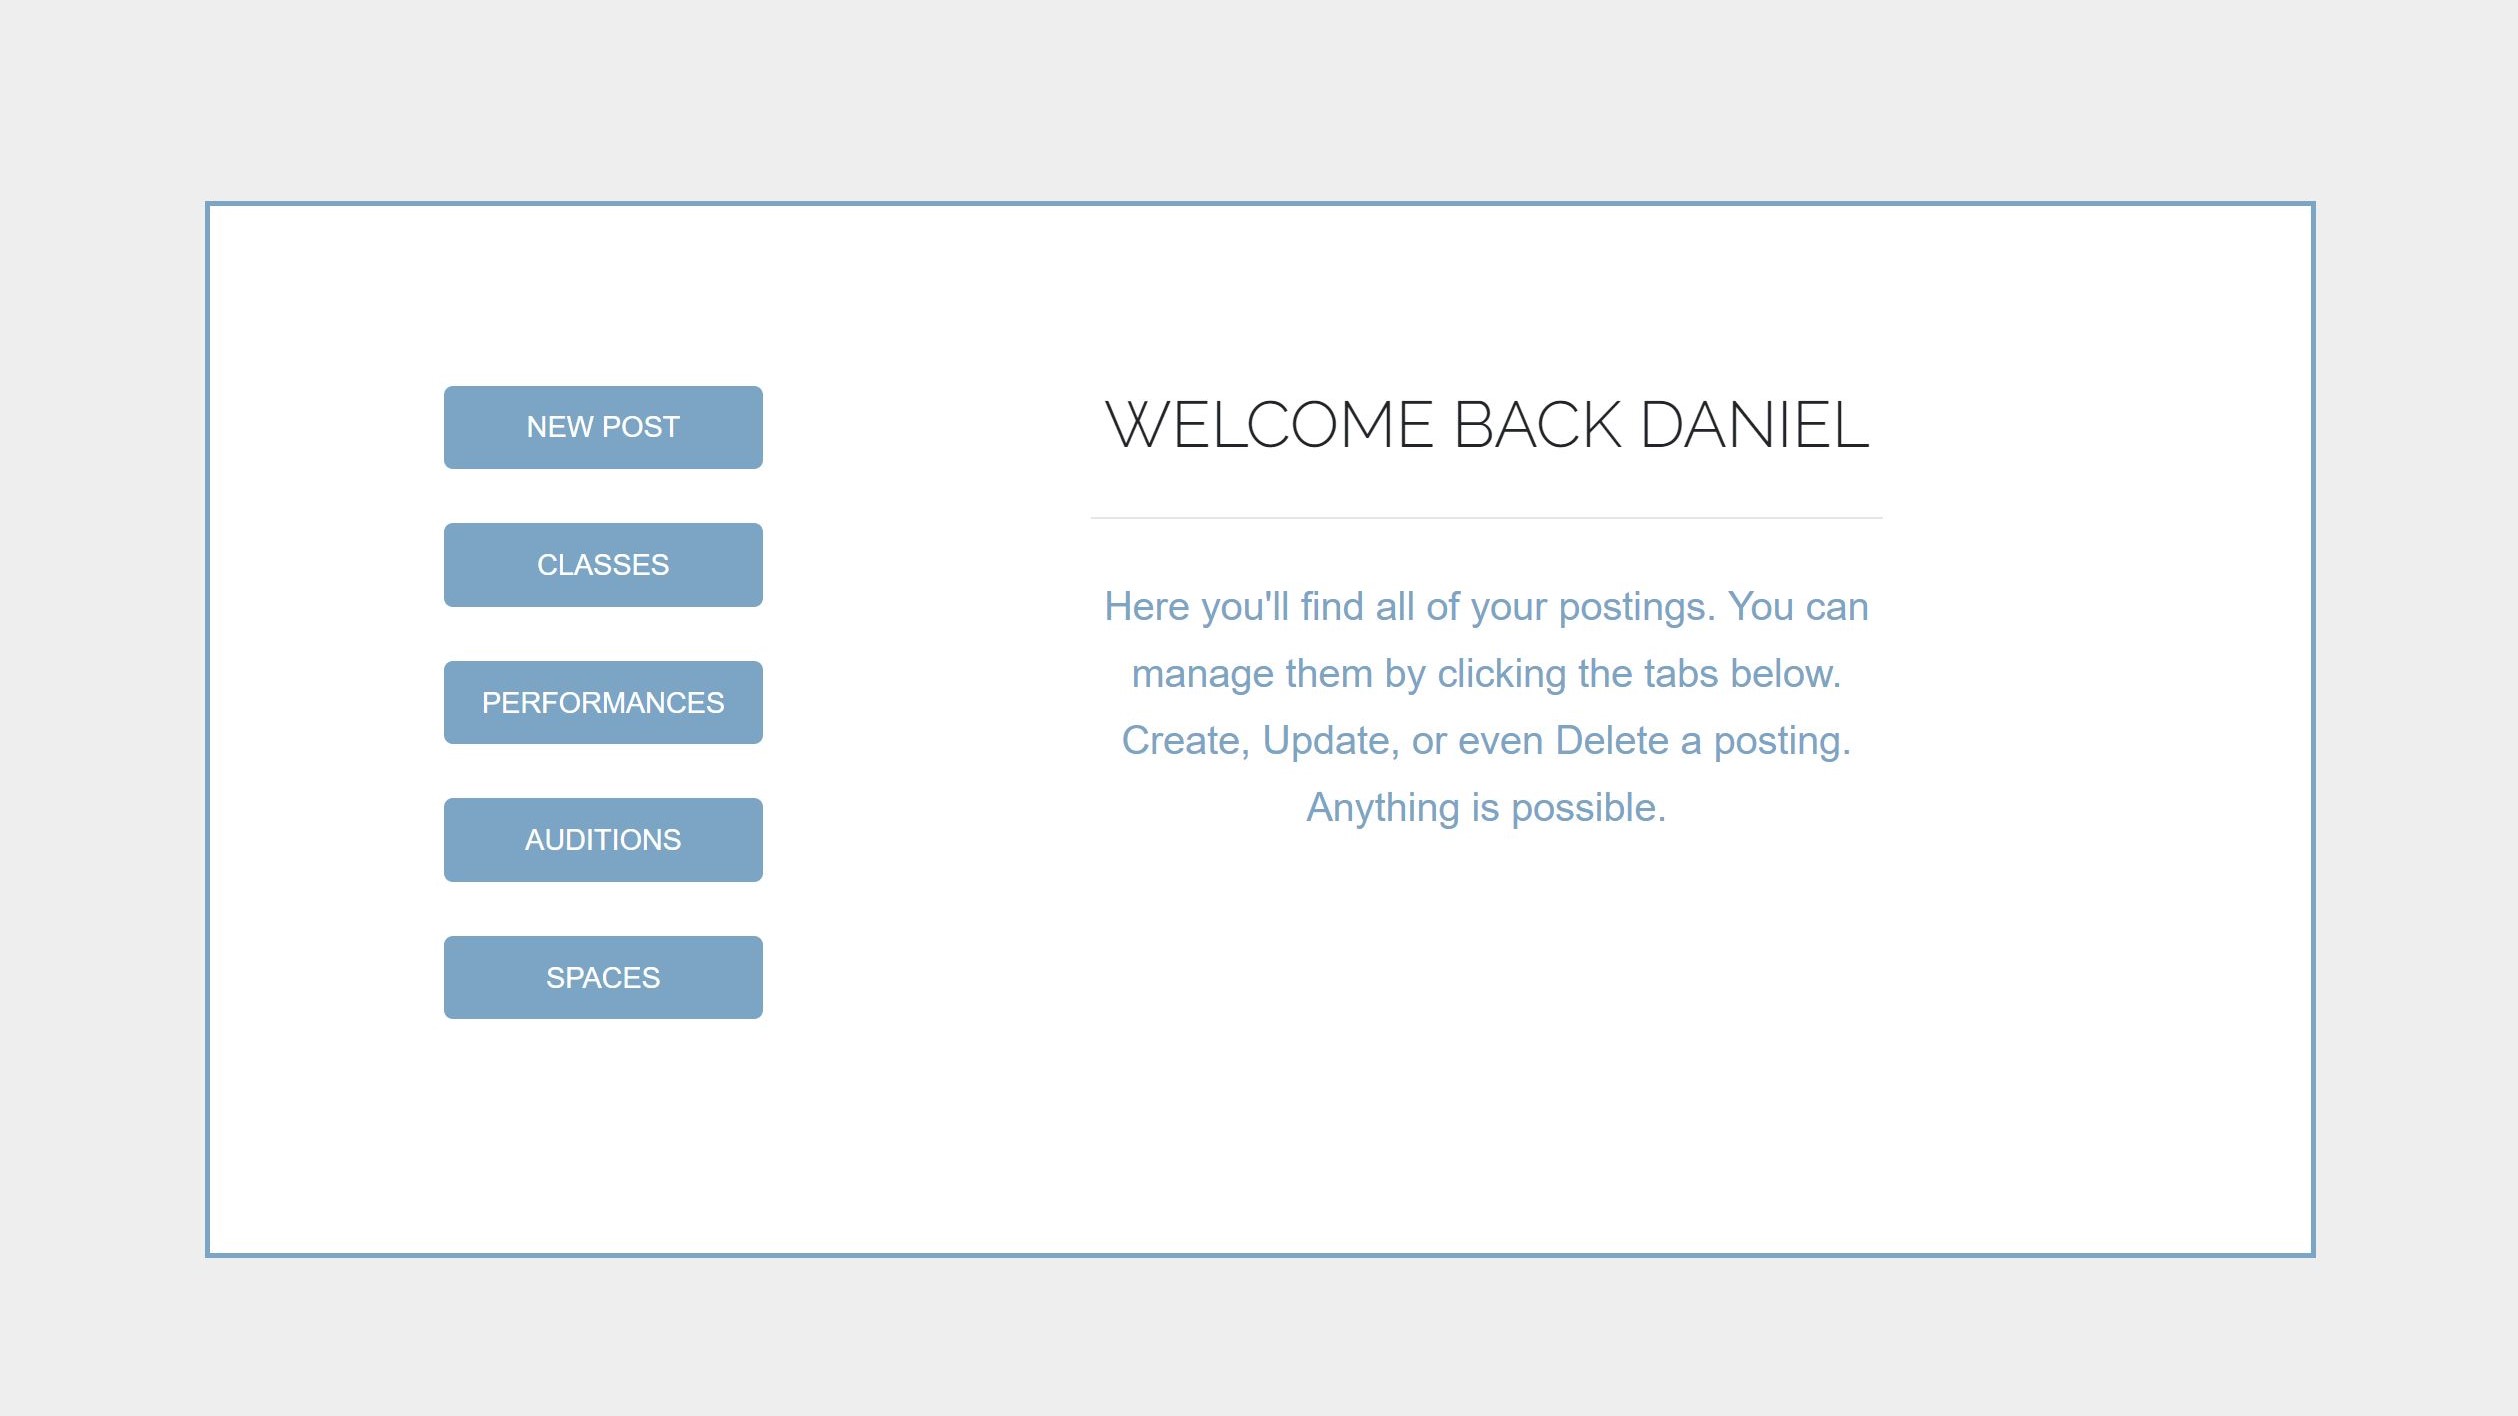 NEW POST
CLASSES
PERFORMANCES
AUDITIONS
SPACES
WELCOME BACK DANIEL
Here you'll find all of your postings. You can
manage them by clicking the tabs below.
Create, Update, or even Delete a posting.
Anything is possible.